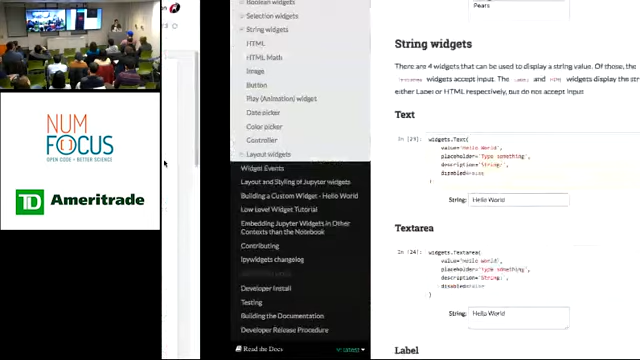 NUM
FOCUS
OPEN CODE = BETTER SCIENCE
TD Ameritrade
Boolean widgets
Selection widgets
String widgets
HTML
HTML Math
Image
Button
Play (Animation) widget
Date picker
Color picker
Controller
Layout widgets
Widget Events
Layout and Styling of Jupyter widgets
Building a Custom Widget - Hello World
Low Level Widget Tutorial
Embedding Jupyter Widgets in Other
Contexts than the Notebook
Contributing
ipywidgets changelog
Developer Install
Testing
Building the Documentation
Developer Release Procedure
Read the Docs
v: latest
Pears
String widgets
There are 4 widgets that can be used to display a string value. Of those, the
Textarea widgets accept input. The Label and HTML widgets display the str
either Label or HTML respectively, but do not accept input
Text
In [23]: widgets.Text(
value='Hello World',
placeholder='Type something',
description='String:',
disabled=False
)
String: Hello World
Textarea
In [24]: widgets.Textarea(
value='Hello World',
placeholder='Type something',
description='String:',
disabled=False
)
String: Hello World
Label